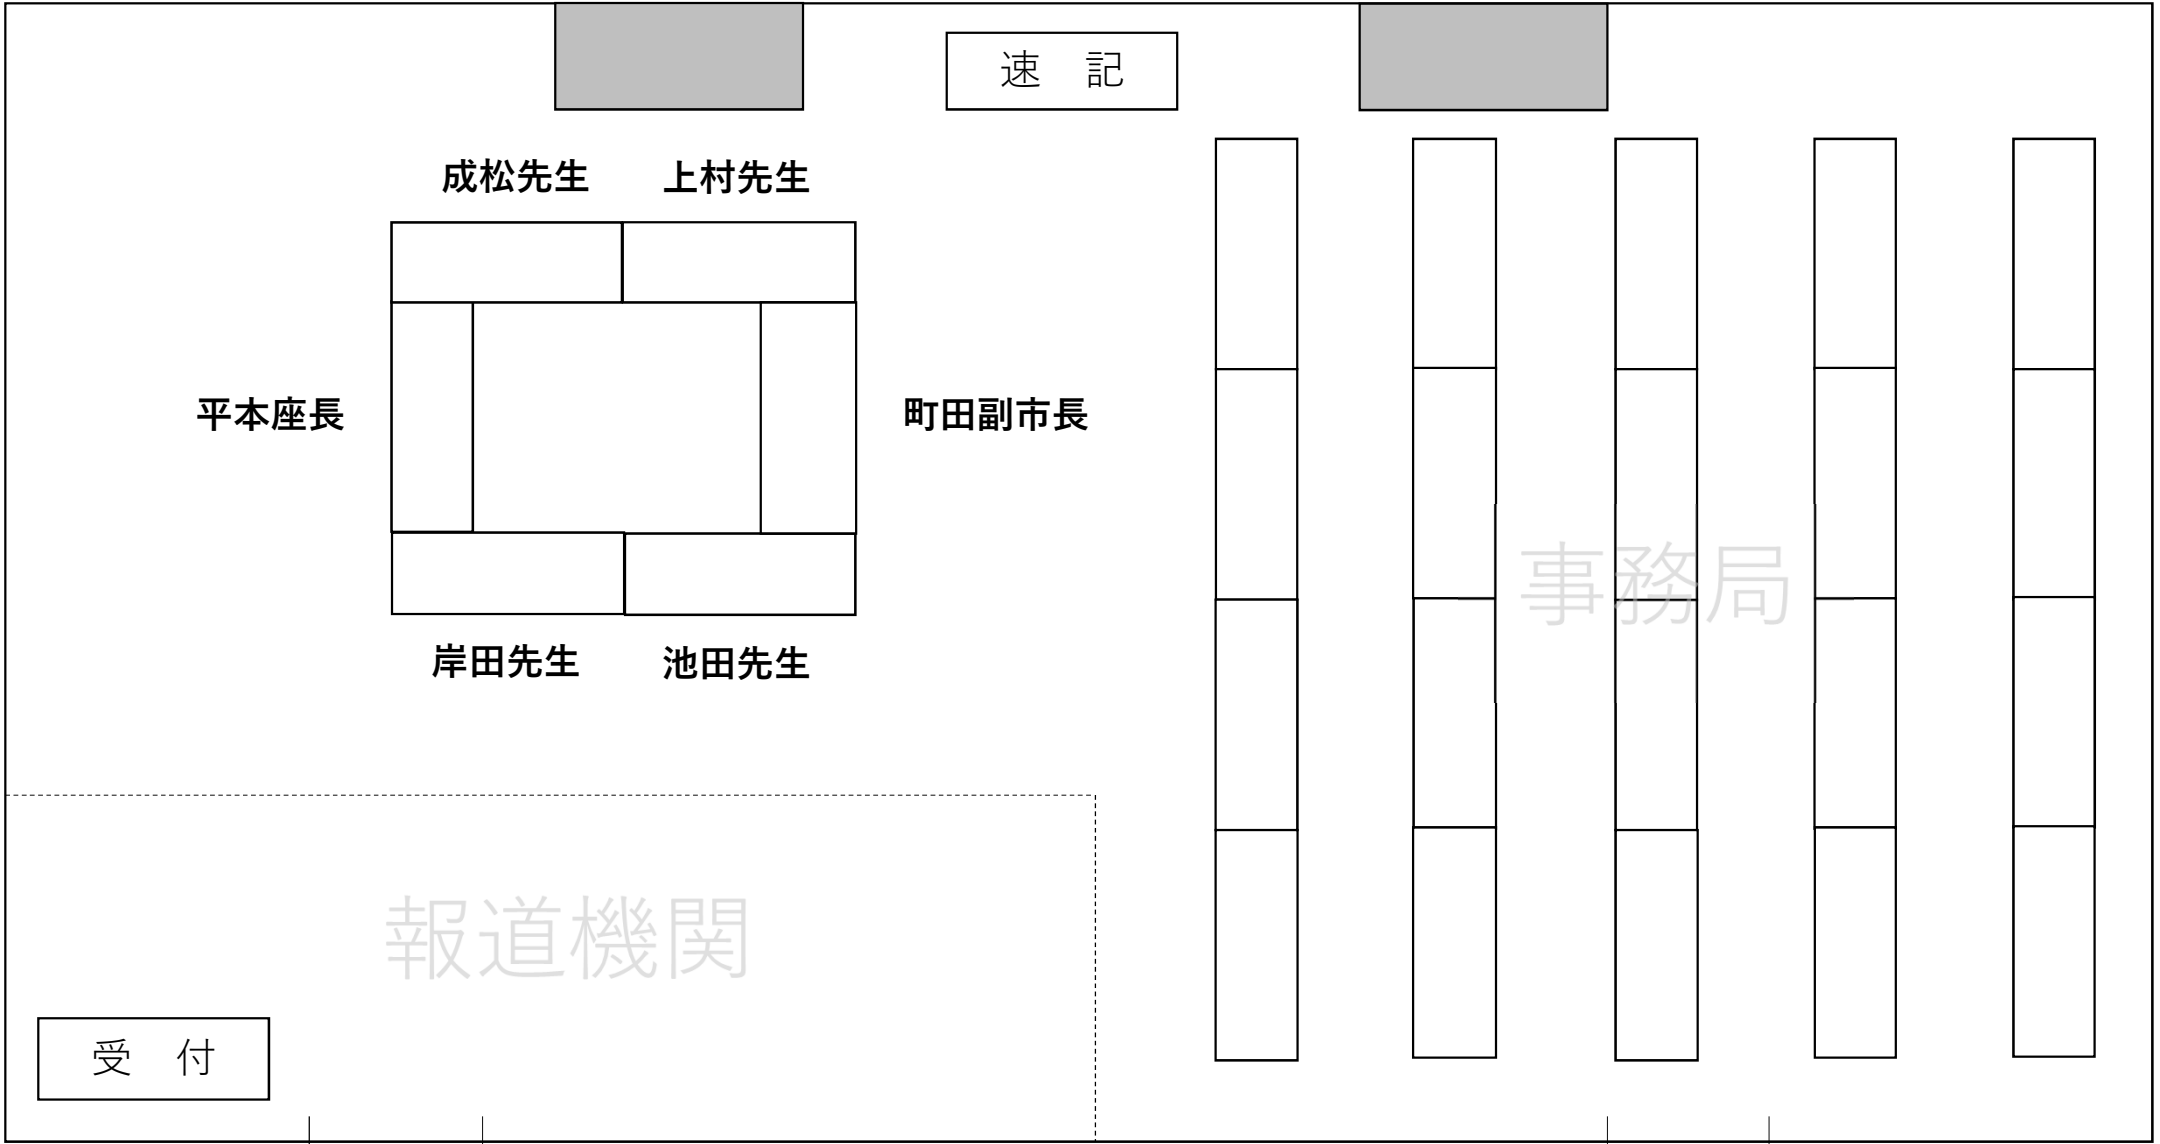 速　記
成松先生
上村先生
平本座長
町田副市長
事務局
岸田先生
池田先生
報道機関
受　付